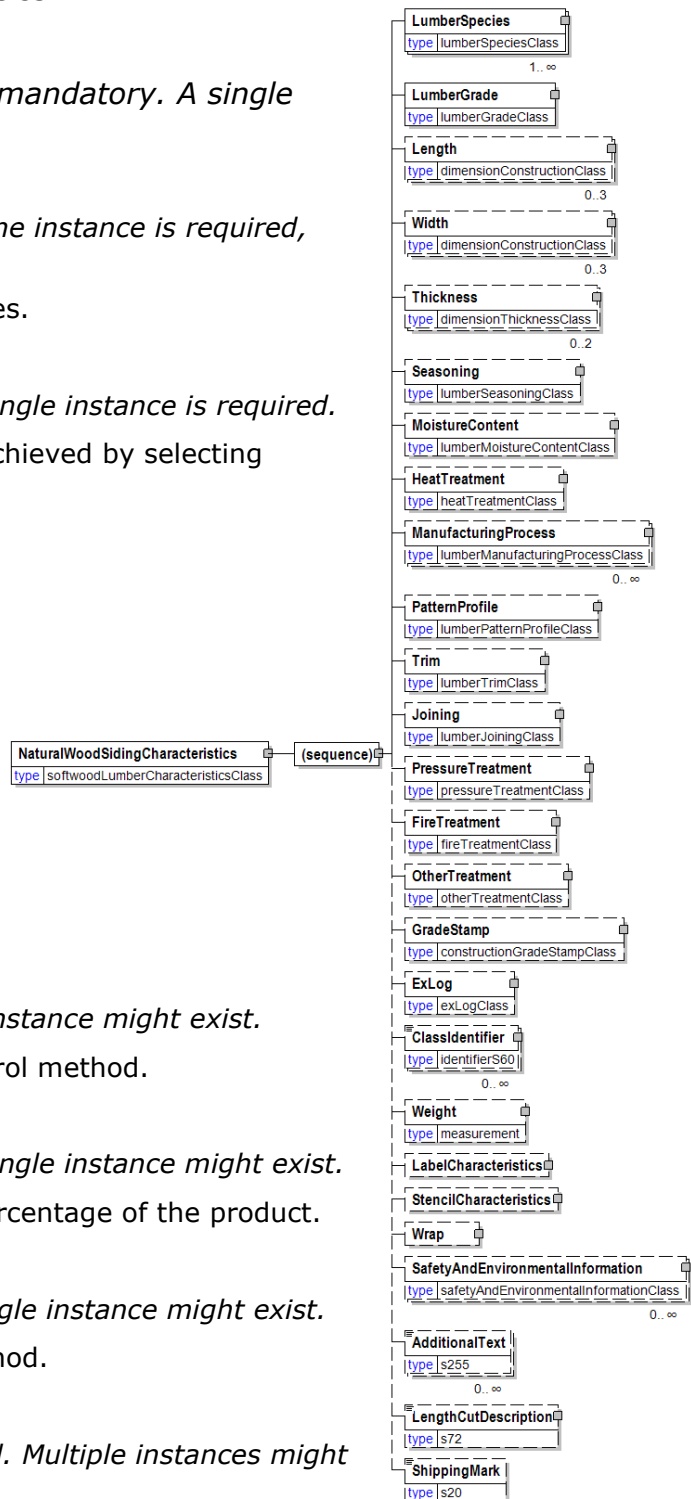 mandatory. A single
instance is required,
ngle instance is required.
chieved by selecting
nstance might exist.
rol method.
ngle instance might exist.
rcentage of the product.
gle instance might exist.
. Multiple instances might
NaturalWoodSidingCharacteristics
type softwoodLumberCharacteristicsClass
(sequence)
LumberSpecies
type lumberSpeciesClass
1.. ∞
LumberGrade
type lumberGradeClass
Length
type dimensionConstructionClass
0..3
Width
type dimensionConstructionClass
0..3
Thickness
type dimensionThicknessClass
0..2
Seasoning
type lumberSeasoningClass
MoistureContent
type lumberMoistureContentClass
HeatTreatment
type heatTreatmentClass
ManufacturingProcess
type lumberManufacturingProcessClass
0.. ∞
PatternProfile
type lumberPatternProfileClass
Trim
type lumberTrimClass
Joining
type lumberJoiningClass
PressureTreatment
type pressureTreatmentClass
FireTreatment
type fireTreatmentClass
OtherTreatment
type otherTreatmentClass
GradeStamp
type constructionGradeStampClass
ExLog
type exLogClass
ClassIdentifier
type identifierS60
0.. ∞
Weight
type measurement
LabelCharacteristics
StencilCharacteristics
Wrap
SafetyAndEnvironmentalInformation
type safetyAndEnvironmentalInformationClass
0.. ∞
AdditionalText
type s255
0.. ∞
LengthCutDescription
type s72
ShippingMark
type s20